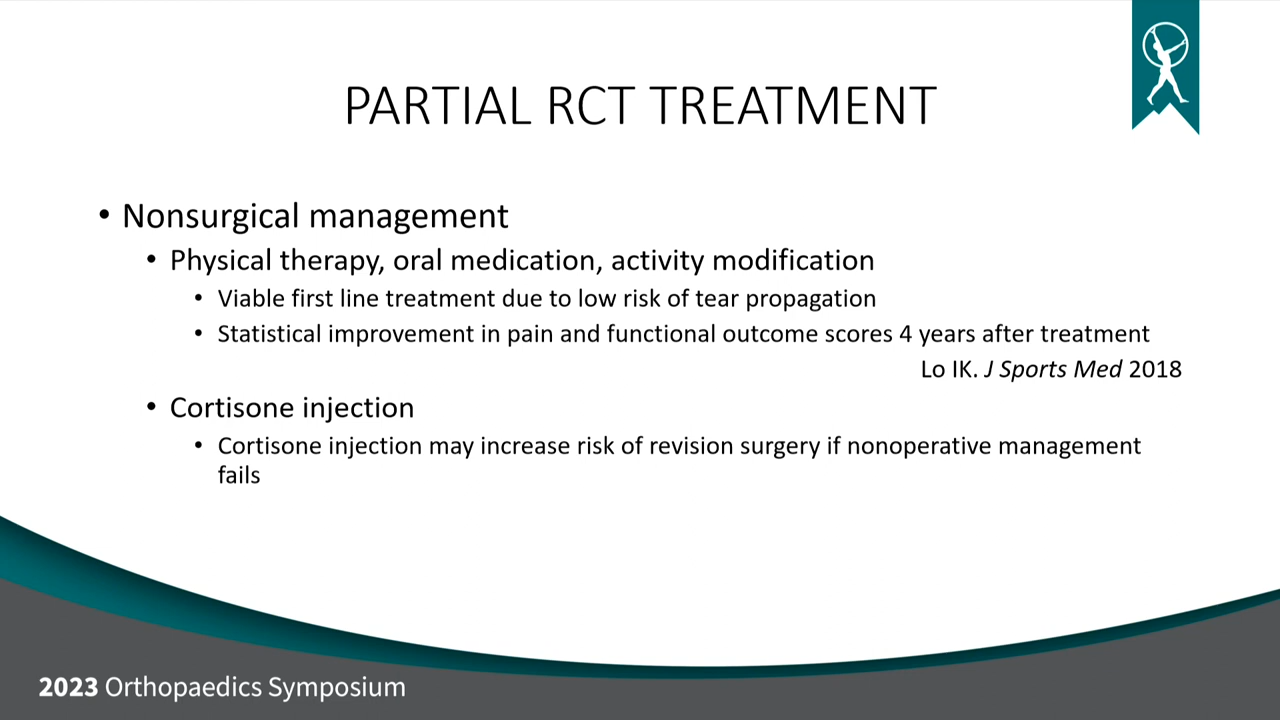 PARTIAL RCT TREATMENT
• Nonsurgical management
• Physical therapy, oral medication, activity modification
• Viable first line treatment due to low risk of tear propagation
• Statistical improvement in pain and functional outcome scores 4 years after treatment
Lo IK. J Sports Med 2018
• Cortisone injection
• Cortisone injection may increase risk of revision surgery if nonoperative management
fails
2023 Orthopaedics Symposium